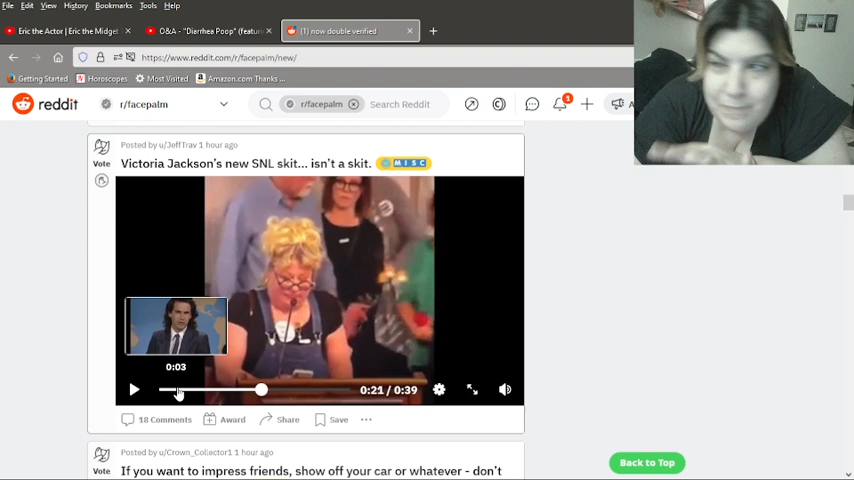 File Edit View History Bookmarks Tools Help
Eric the Actor | Eric the Midget
O&A - "Diarrhea Poop" (featuri
(1) now double verified
https://www.reddit.com/r/facepalm/new/
Getting Started Horoscopes Most Visited Amazon.com Thanks ...
reddit r/facepalm r/facepalm Search Reddit 1 A
Posted by u/JeffTrav 1 hour ago
Vote
Victoria Jackson's new SNL skit... isn't a skit. MISC
0:03
0:21 / 0:39
18 Comments Award Share Save ...
Posted by u/Crown_Collector1 1 hour ago
Vote
If you want to impress friends, show off your car or whatever - don't
Back to Top